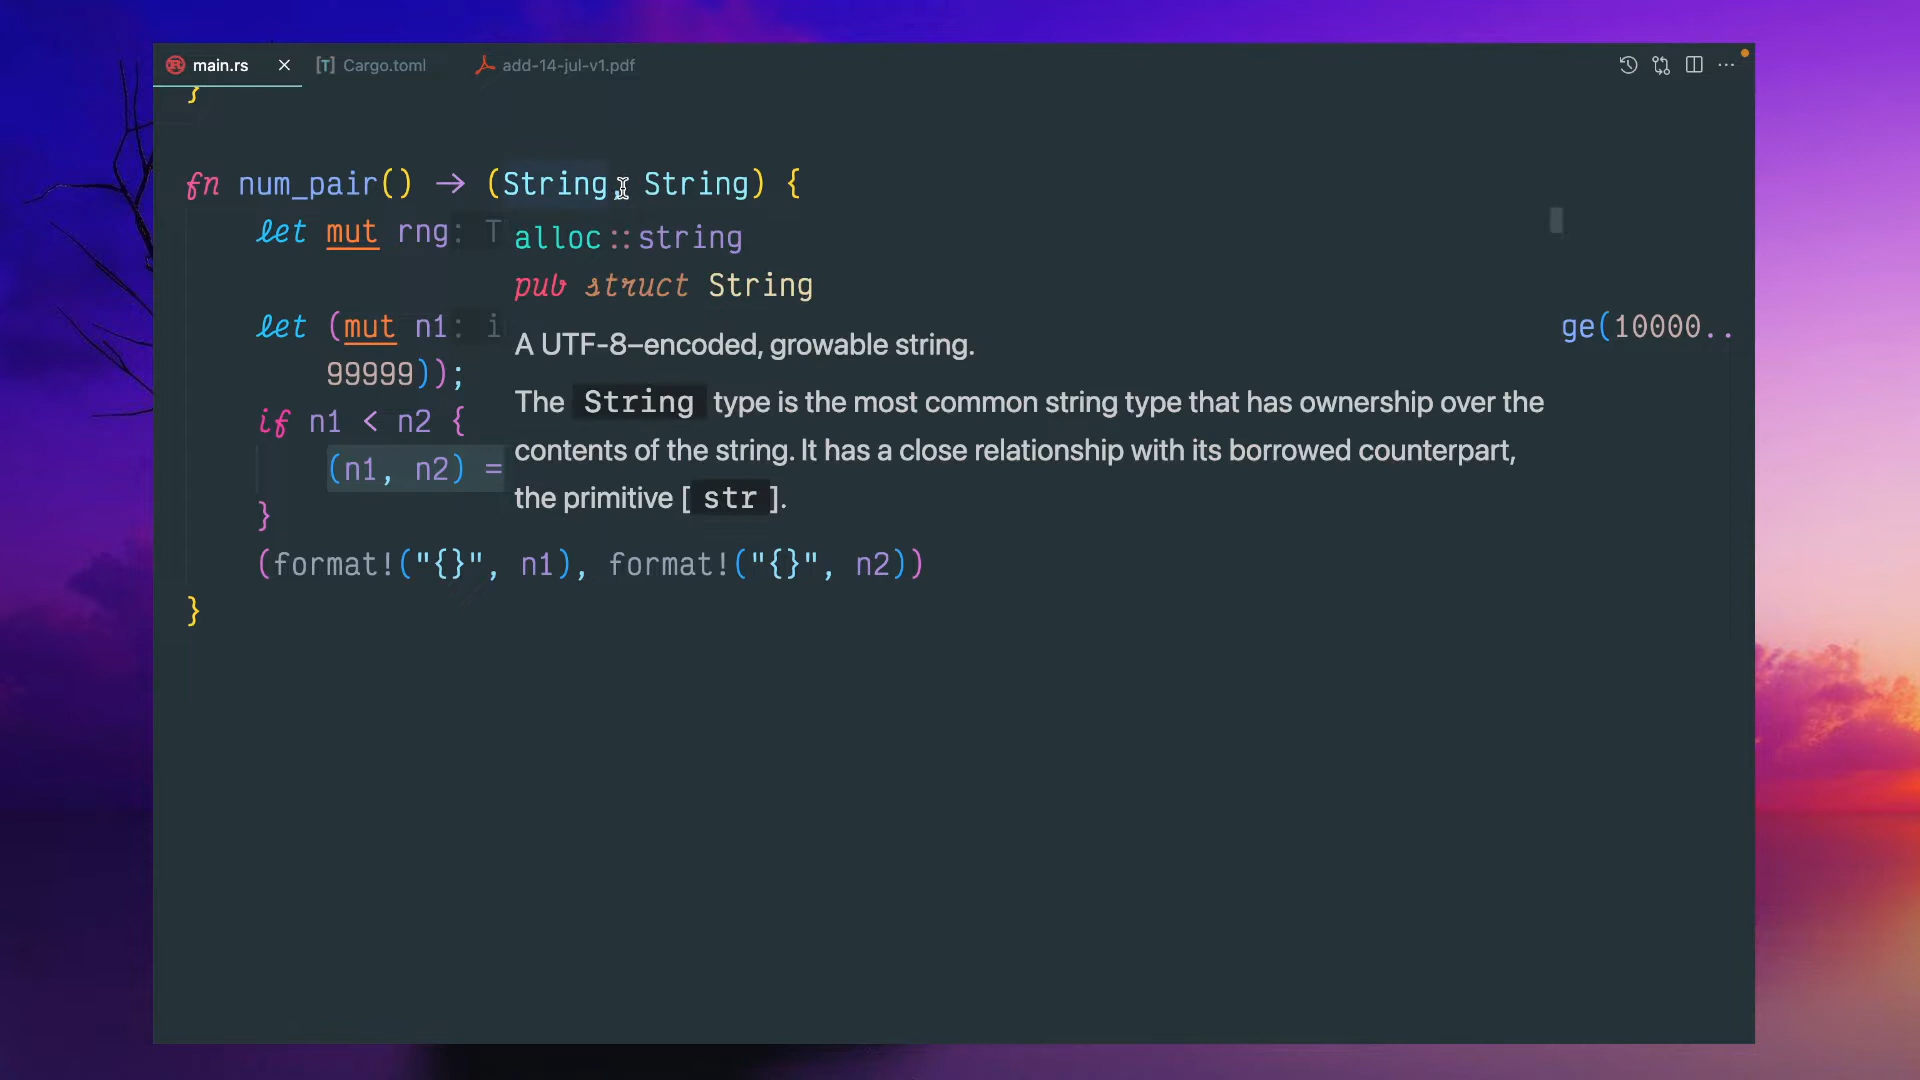 main.rs Cargo.toml add-14-jul-v1.pdf
}
fn num_pair() → (String, String) {
let mut rng: T
alloc::string
pub struct String
let (mut n1: i ge(10000..
A UTF-8–encoded, growable string.
99999));
The String type is the most common string type that has ownership over the
if n1 < n2 {
contents of the string. It has a close relationship with its borrowed counterpart,
(n1, n2) =
the primitive [ str ].
}
(format!("{}", n1), format!("{}", n2))
}